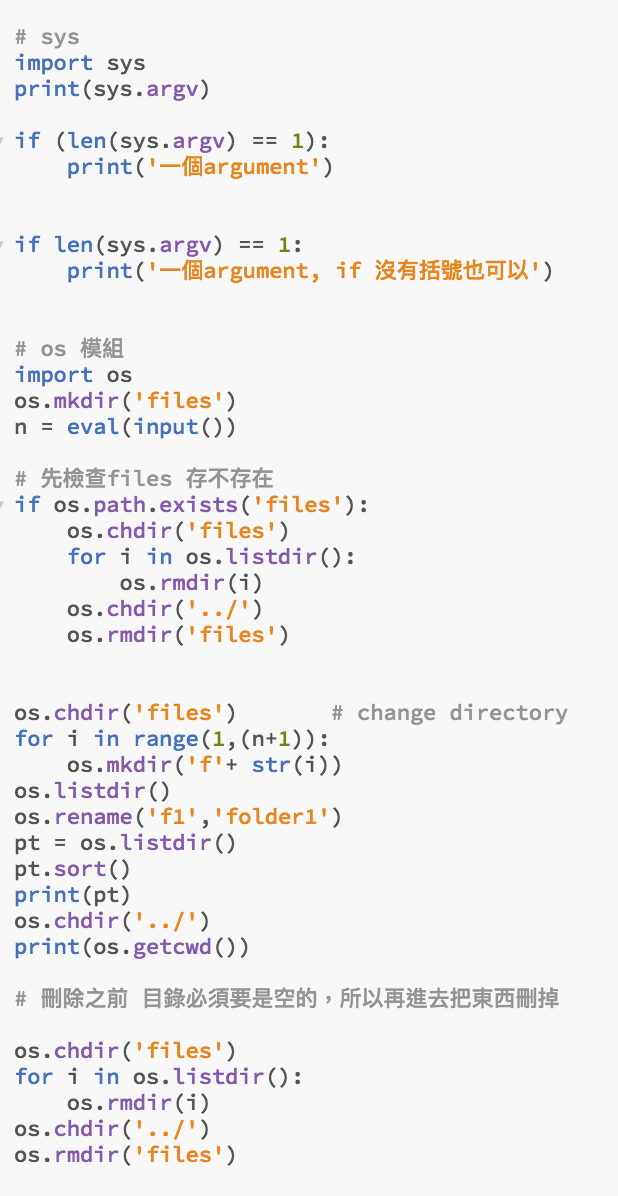 # sys
import sys
print(sys.argv)
if (len(sys.argv) == 1):
    print('一個argument')
if len(sys.argv) == 1:
    print('一個argument, if 沒有括號也可以')
# os 模組
import os
os.mkdir('files')
n = eval(input())
# 先檢查files 存不存在
if os.path.exists('files'):
    os.chdir('files')
    for i in os.listdir():
        os.rmdir(i)
    os.chdir('../')
    os.rmdir('files')
os.chdir('files')       # change directory
for i in range(1,(n+1)):
    os.mkdir('f'+ str(i))
os.listdir()
os.rename('f1','folder1')
pt = os.listdir()
pt.sort()
print(pt)
os.chdir('../')
print(os.getcwd())
# 刪除之前 目錄必須要是空的，所以再進去把東西刪掉
os.chdir('files')
for i in os.listdir():
    os.rmdir(i)
os.chdir('../')
os.rmdir('files')